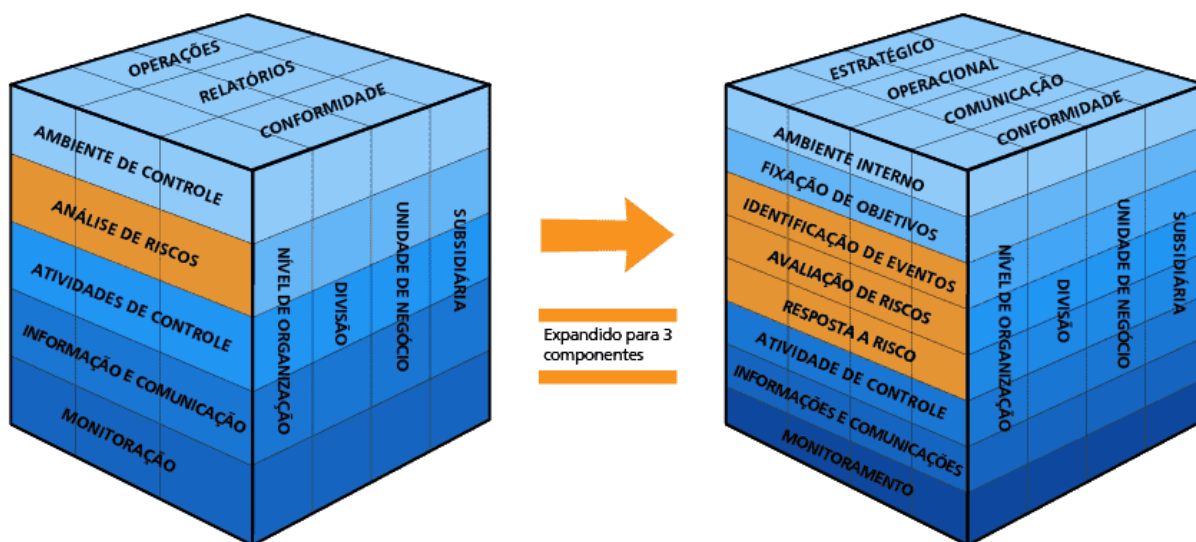 OPERAÇÕES
RELATÓRIOS
CONFORMIDADE
AMBIENTE DE CONTROLE
ANÁLISE DE RISCOS
ATIVIDADES DE CONTROLE
INFORMAÇÃO E COMUNICAÇÃO
MONITORAÇÃO
NÍVEL DE ORGANIZAÇÃO
DIVISÃO
UNIDADE DE NEGÓCIO
SUBSIDIÁRIA
Expandido para 3
componentes
ESTRATÉGICO
OPERACIONAL
COMUNICAÇÃO
CONFORMIDADE
AMBIENTE INTERNO
FIXAÇÃO DE OBJETIVOS
IDENTIFICAÇÃO DE EVENTOS
AVALIAÇÃO DE RISCOS
RESPOSTA A RISCO
ATIVIDADE DE CONTROLE
INFORMAÇÕES E COMUNICAÇÕES
MONITORAMENTO
NÍVEL DE ORGANIZAÇÃO
DIVISÃO
UNIDADE DE NEGÓCIO
SUBSIDIÁRIA